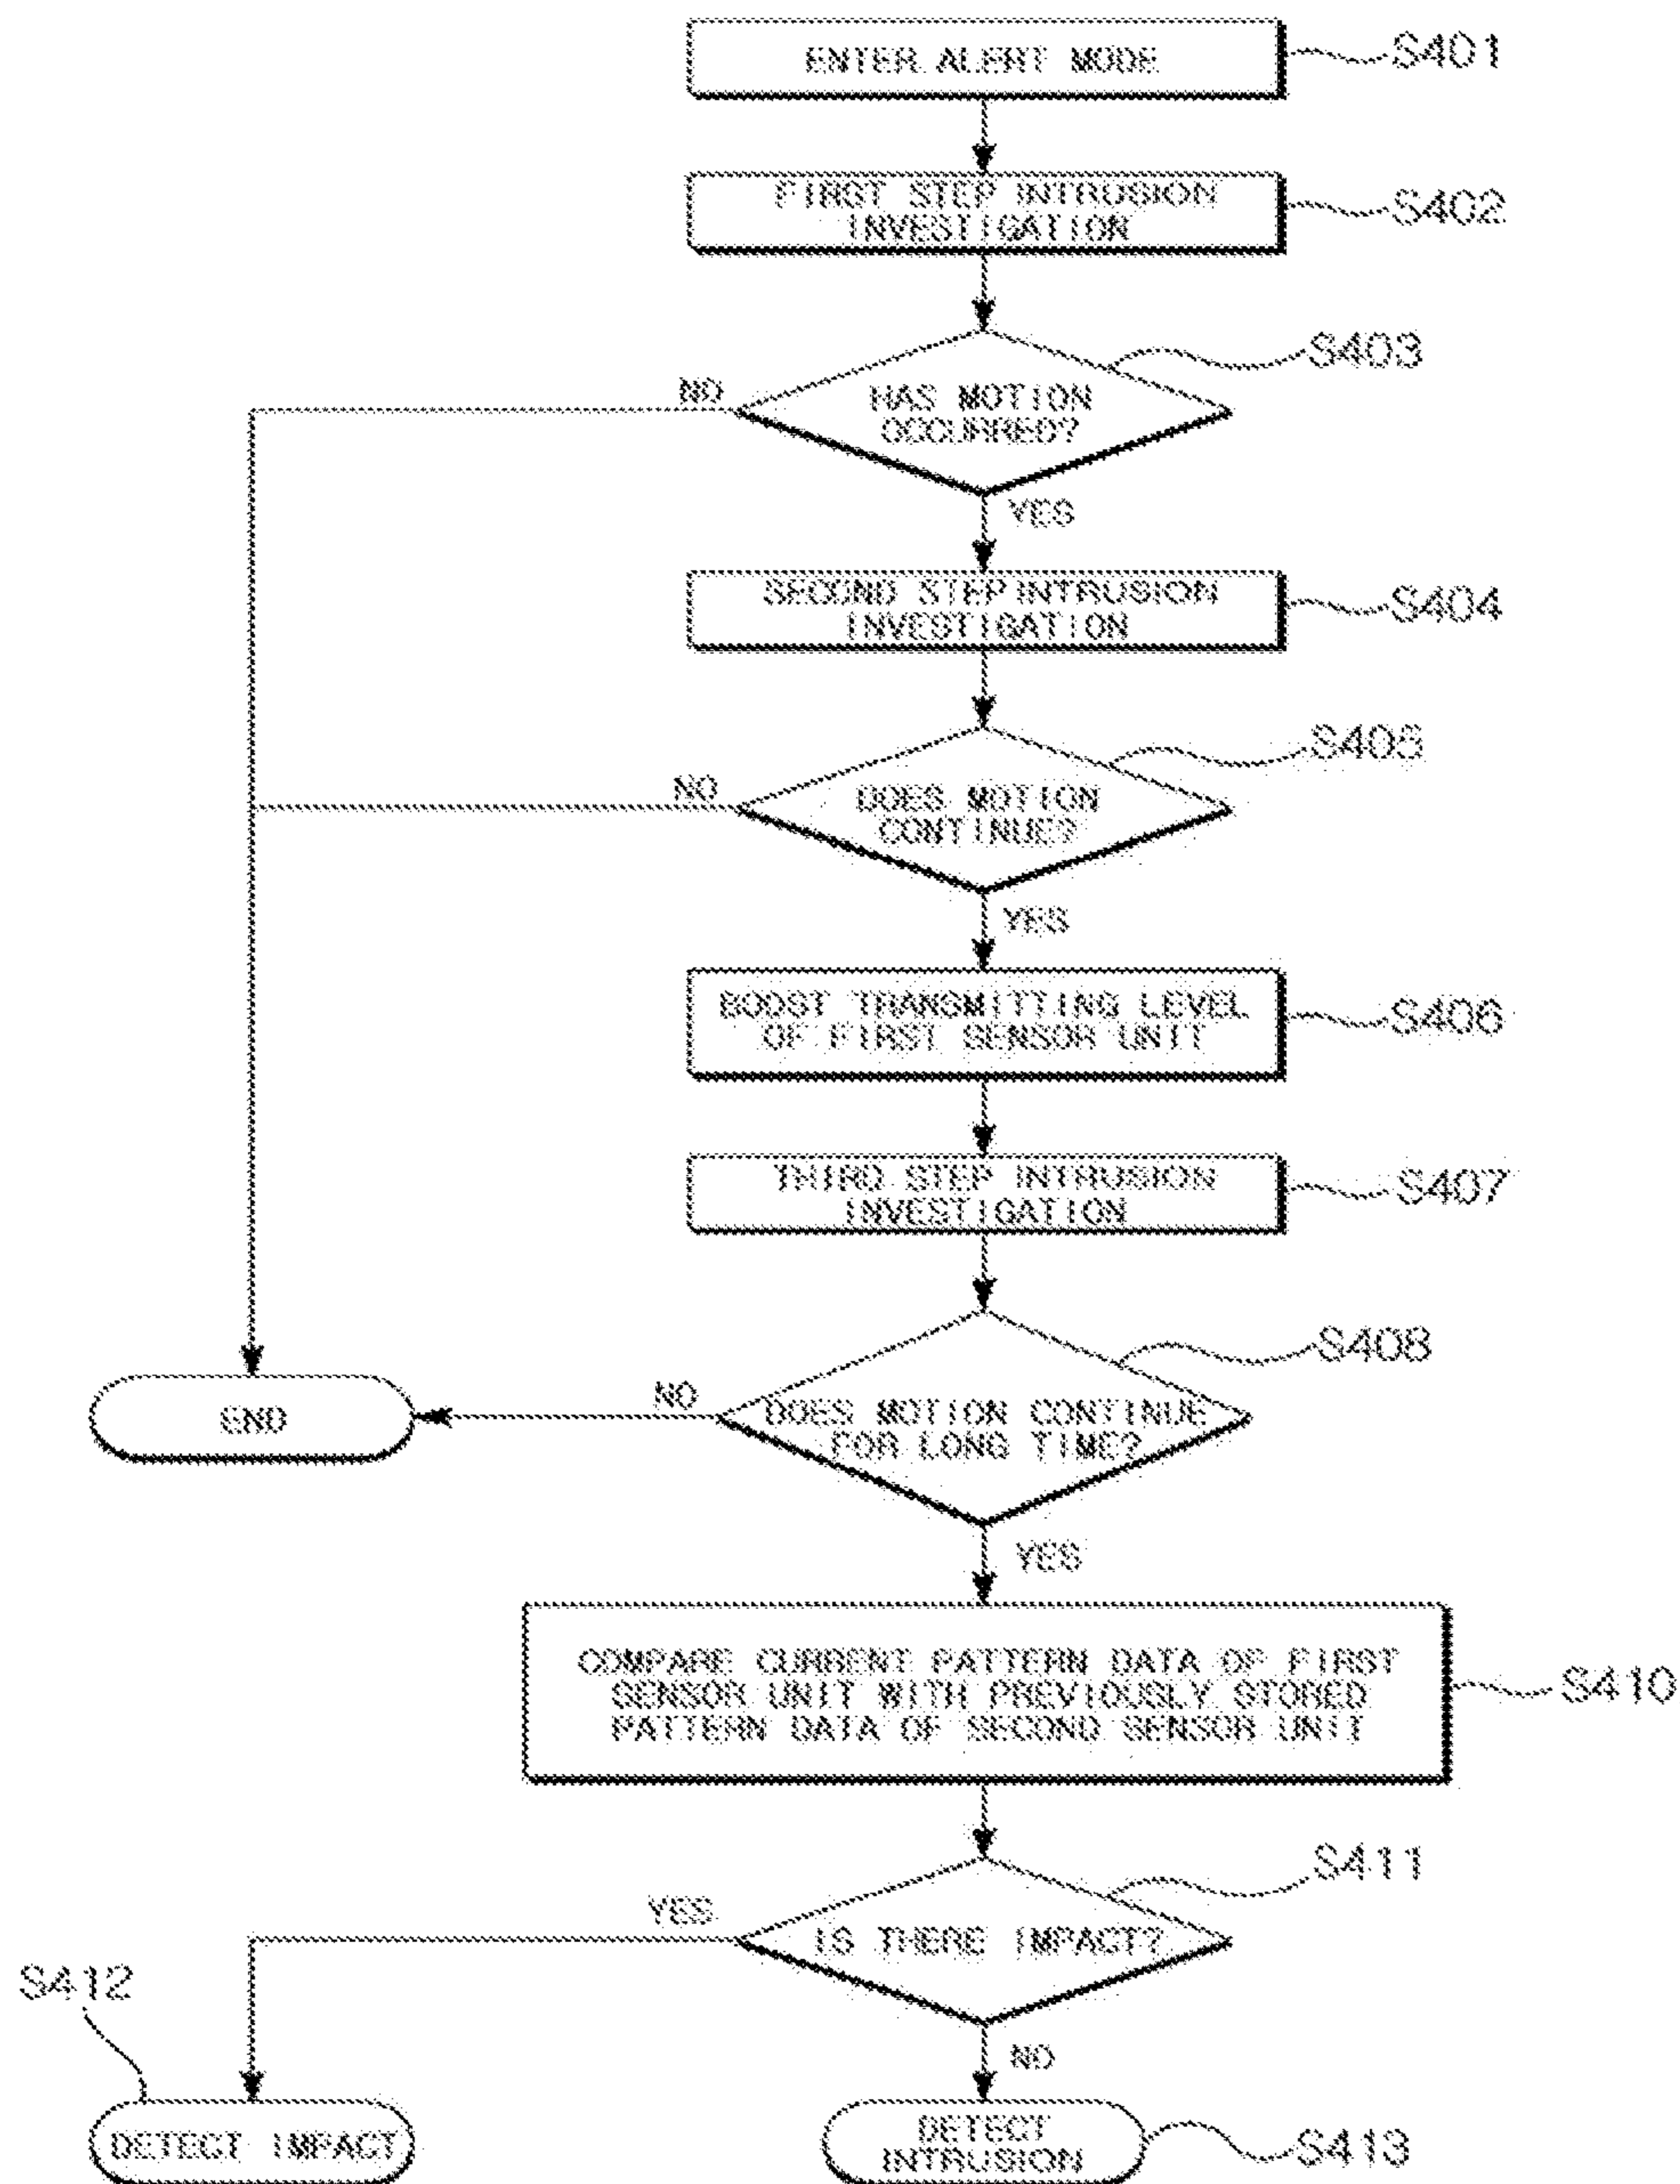 ENTER ALERT MODE
S401
FIRST STEP INTRUSION
INVESTIGATION
S402
S403
HAS MOTION
OCCURRED?
NO
YES
SECOND STEP INTRUSION
INVESTIGATION
S404
S405
DOES MOTION
CONTINUE?
NO
YES
BOOST TRANSMITTING LEVEL
OF FIRST SENSOR UNIT
S406
THIRD STEP INTRUSION
INVESTIGATION
S407
S408
DOES MOTION CONTINUE
FOR LONG TIME?
NO
END
YES
COMPARE CURRENT PATTERN DATA OF FIRST
SENSOR UNIT WITH PREVIOUSLY STORED
PATTERN DATA OF SECOND SENSOR UNIT
S410
S411
IS THERE IMPACT?
YES
S412
NO
DETECT IMPACT
DETECT
INTRUSION
S413